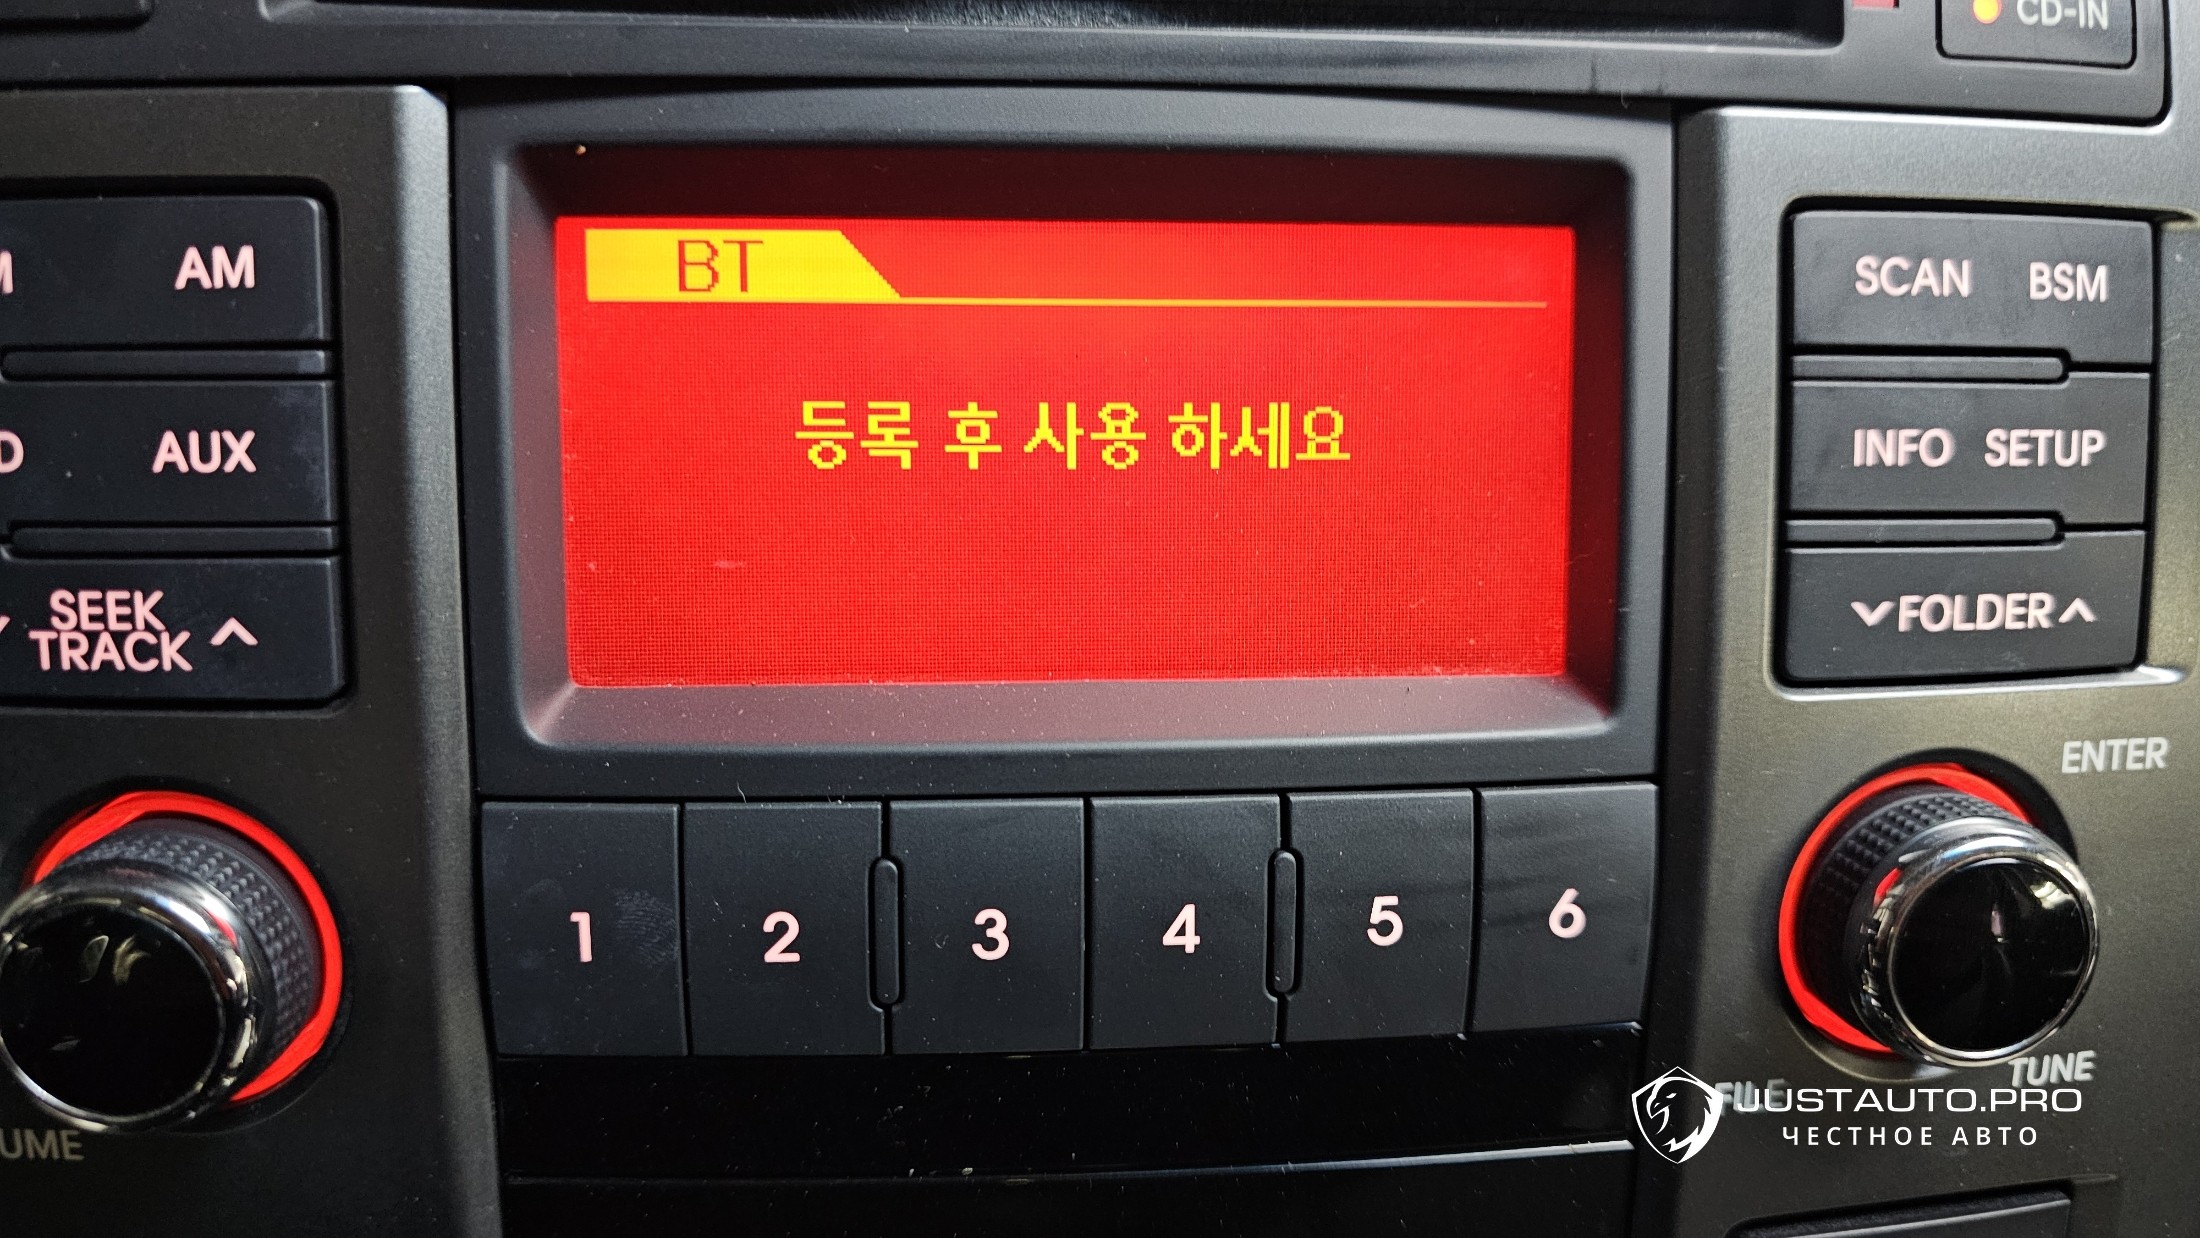 CD-IN
AM
BT
SCAN BSM
등록 후 사용 하세요
AUX
INFO SETUP
SEEK
TRACK
FOLDER
ENTER
1 2 3 4 5 6
TUNE
FILE
JUSTAUTO.PRO
ЧЕСТНОЕ АВТО